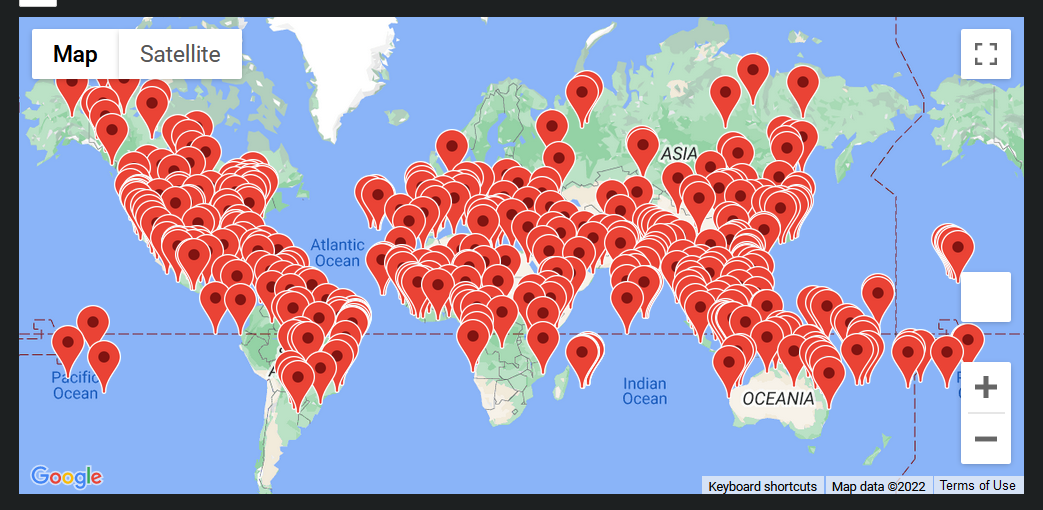 Map
Satellite
ASIA
Atlantic
Ocean
Pacific
Ocean
Indian
Ocean
OCEANIA
Google
Keyboard shortcuts
Map data ©2022
Terms of Use